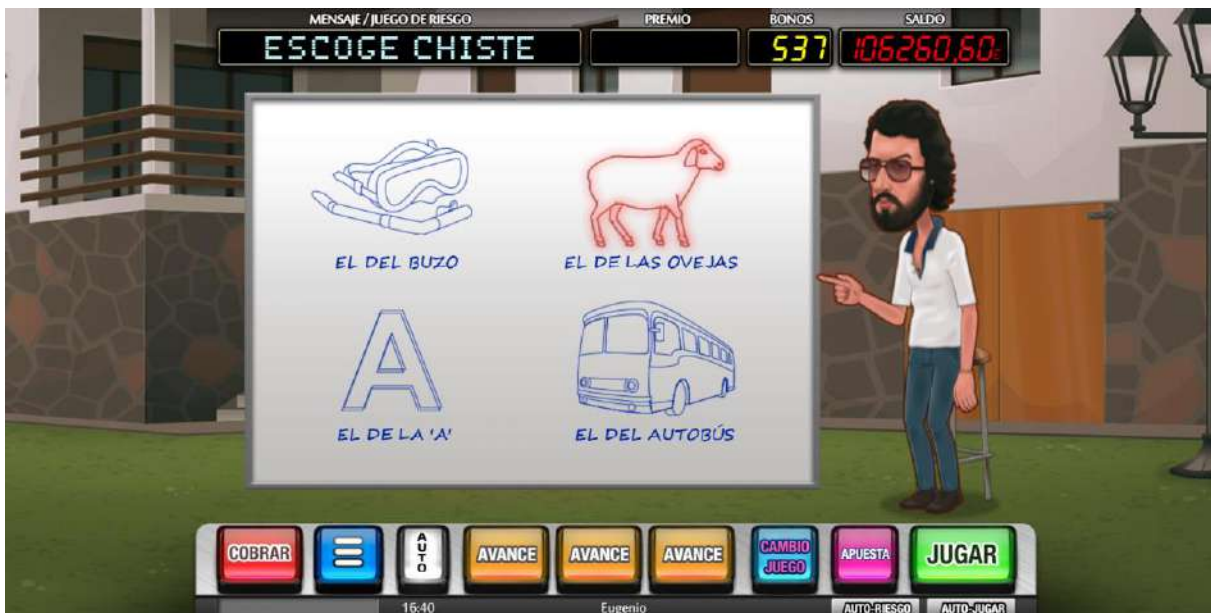 MENSAJE / JUEGO DE RIESGO PREMIO BONOS SALDO
ESCOGE CHISTE 537 106260,60€
EL DEL BUZO EL DE LAS OVEJAS
A
EL DE LA 'A' EL DEL AUTOBÚS
COBRAR AUTO AVANCE AVANCE AVANCE CAMBIO JUEGO APUESTA JUGAR
16:40 Eugenio AUTO-RIESGO AUTO-JUGAR